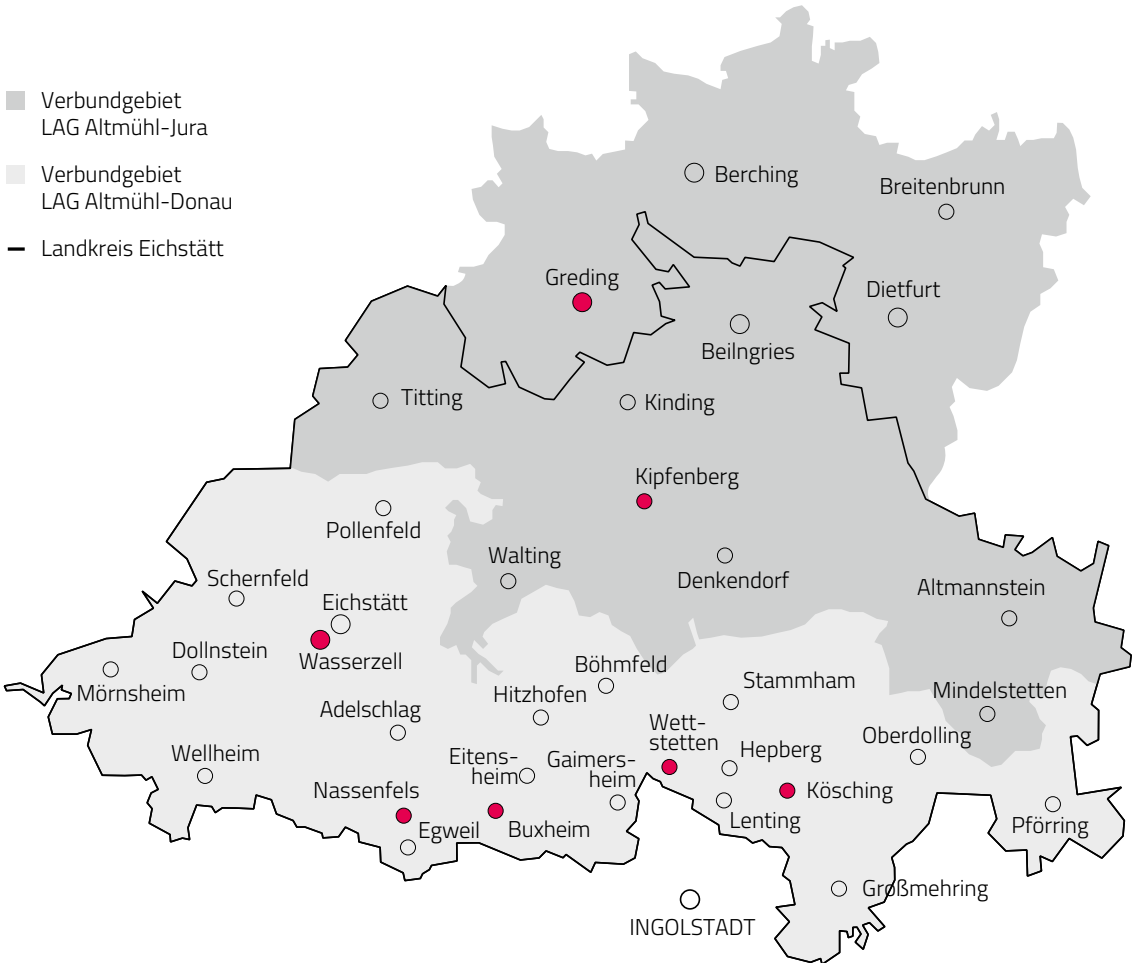 Verbundgebiet
LAG Altmühl-Jura
Verbundgebiet
LAG Altmühl-Donau
Landkreis Eichstätt
Berching
Breitenbrunn
Greding
Dietfurt
Beilngries
Titting
Kinding
Kipfenberg
Pollenfeld
Walting
Denkendorf
Schernfeld
Altmannstein
Eichstätt
Dollnstein
Wasserzell
Böhmfeld
Mörnsheim
Stammham
Mindelstetten
Hitzhofen
Adelschlag
Wett-
stetten
Oberdolling
Wellheim
Eitens-
heim
Gaimers-
heim
Hepberg
Nassenfels
Kösching
Egweil
Buxheim
Lenting
Pförring
Großmehring
INGOLSTADT